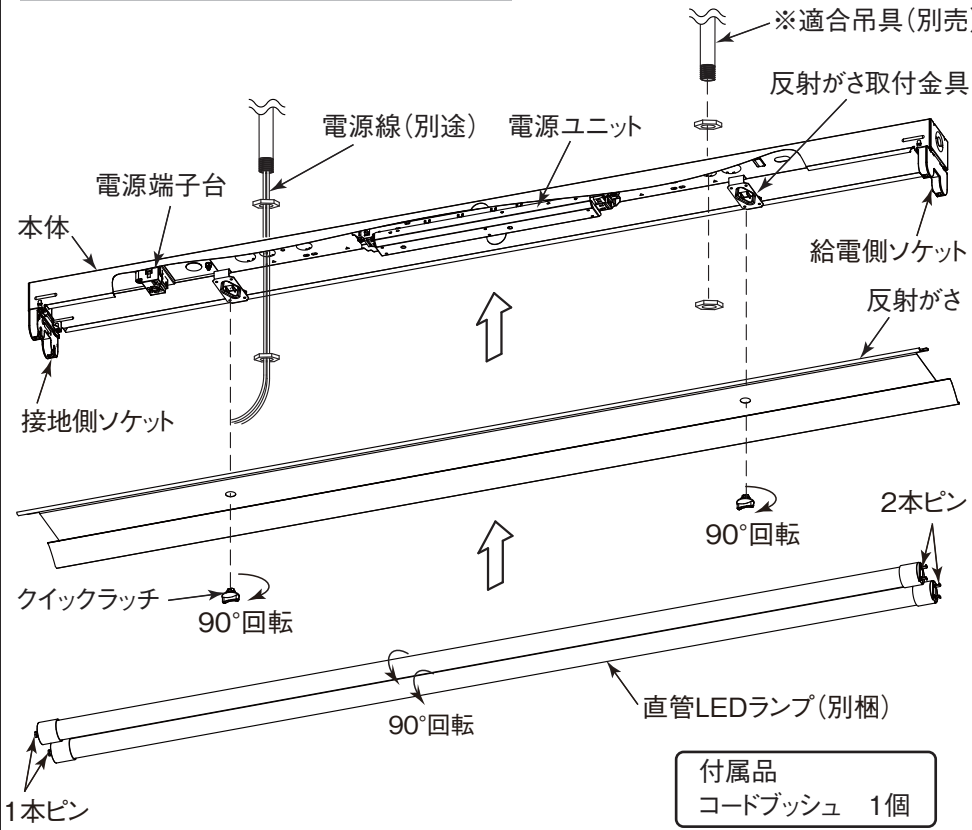 ※適合吊具(別売)
反射がさ取付金具
電源線(別途)
電源ユニット
電源端子台
本体
給電側ソケット
反射がさ
接地側ソケット
2本ピン
90°回転
クイックラッチ
90°回転
直管LEDランプ(別梱)
90°回転
1本ピン
付属品
コードブッシュ 1個